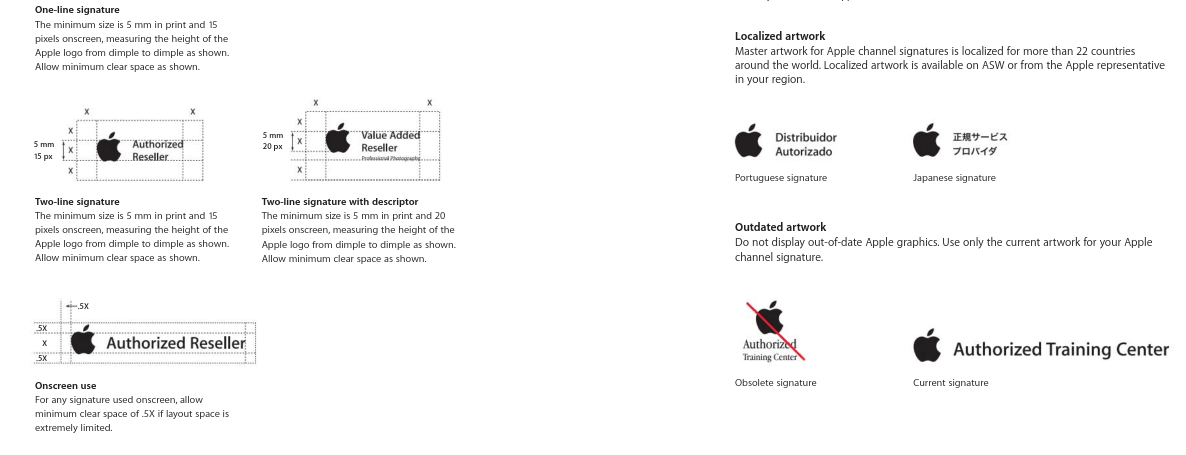 One-line signature
The minimum size is 5 mm in print and 15
pixels onscreen, measuring the height of the
Apple logo from dimple to dimple as shown.
Allow minimum clear space as shown.
X X
X
5 mm
15 px
X
X
Authorized
Reseller
X X
X
5 mm
20 px
X
X
Value Added
Reseller
Professional Photography
Two-line signature
The minimum size is 5 mm in print and 15
pixels onscreen, measuring the height of the
Apple logo from dimple to dimple as shown.
Allow minimum clear space as shown.
Two-line signature with descriptor
The minimum size is 5 mm in print and 20
pixels onscreen, measuring the height of the
Apple logo from dimple to dimple as shown.
Allow minimum clear space as shown.
.5X
.5X
X
.5X
Authorized Reseller
Onscreen use
For any signature used onscreen, allow
minimum clear space of .5X if layout space is
extremely limited.
Localized artwork
Master artwork for Apple channel signatures is localized for more than 22 countries
around the world. Localized artwork is available on ASW or from the Apple representative
in your region.
Distribuidor
Autorizado
正規サービス
プロバイダ
Portuguese signature
Japanese signature
Outdated artwork
Do not display out-of-date Apple graphics. Use only the current artwork for your Apple
channel signature.
Authorized
Training Center
Authorized Training Center
Obsolete signature
Current signature